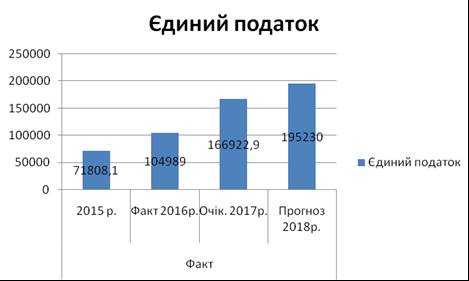 Єдиний податок
250000
200000
150000
100000
50000
0
71808,1
104989
166922,9
195230
2015 р.
Факт 2016р.
Очік. 2017р.
Прогноз
2018р.
Факт
Єдиний податок